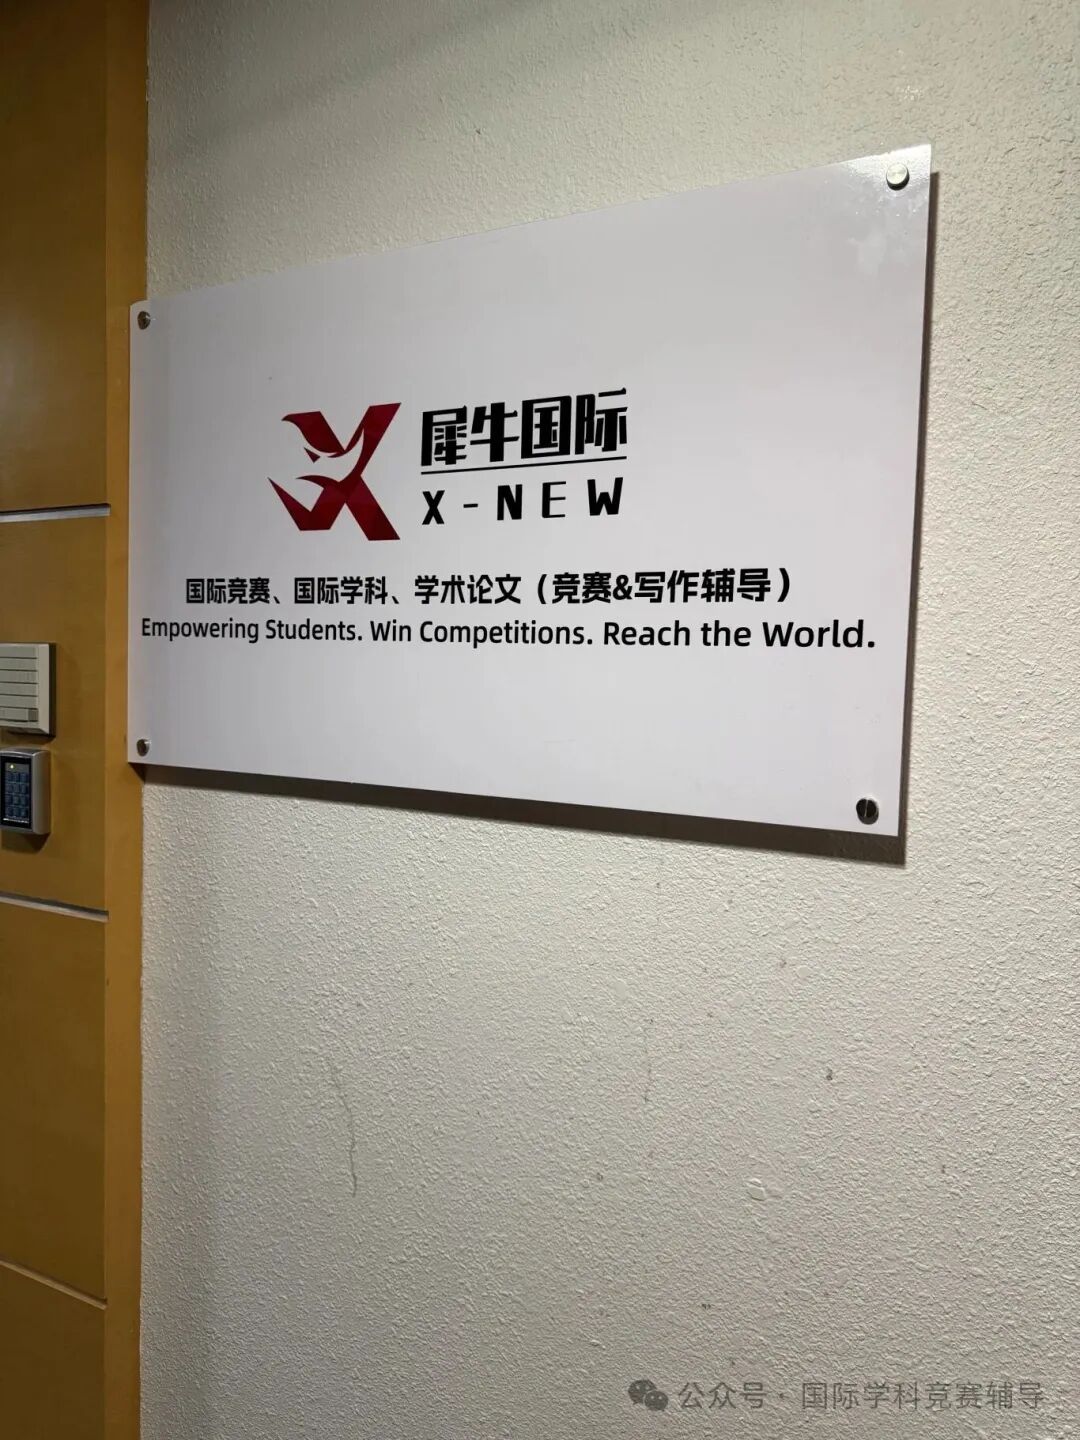 犀牛国际
X-NEW
国际竞赛、国际学科、学术论文（竞赛&写作辅导）
Empowering Students. Win Competitions. Reach the World.
公众号·国际学科竞赛辅导